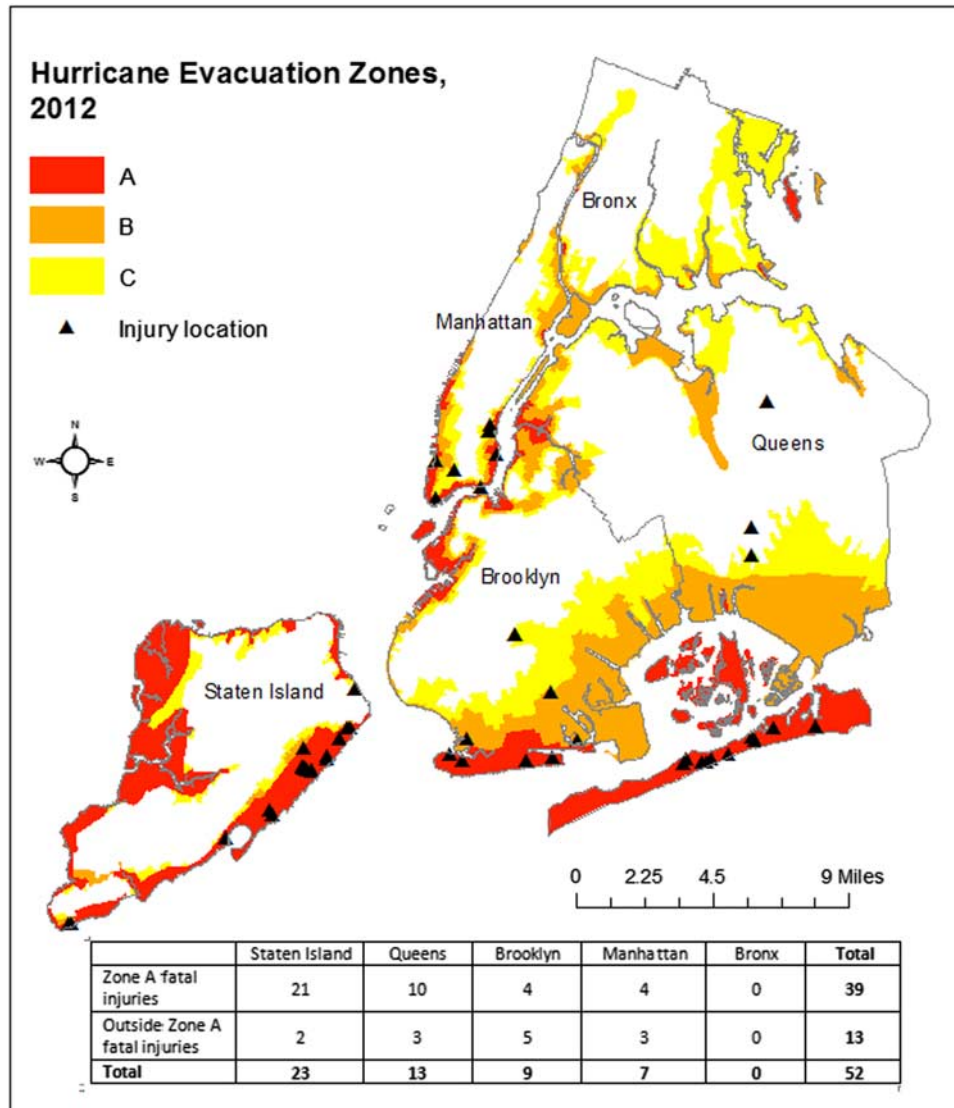 Hurricane Evacuation Zones,
2012
A
B
C
Injury location
N
W E
S
Bronx
Manhattan
Queens
Brooklyn
Staten Island
0 2.25 4.5 9 Miles
Staten Island Queens Brooklyn Manhattan Bronx Total
Zone A fatal
injuries 21 10 4 4 0 39
Outside Zone A
fatal injuries 2 3 5 3 0 13
Total 23 13 9 7 0 52